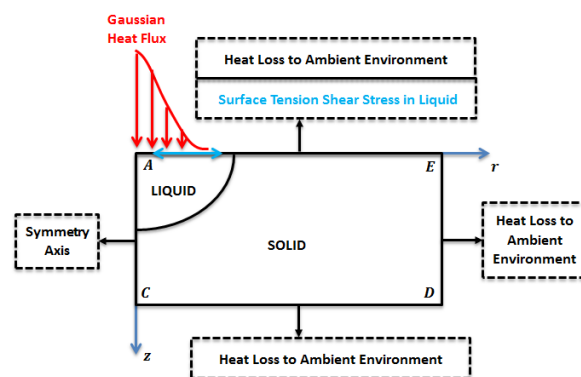 Gaussian
Heat Flux
Heat Loss to Ambient Environment
Surface Tension Shear Stress in Liquid
A
E
r
LIQUID
SOLID
Symmetry
Axis
Heat Loss to
Ambient
Environment
C
D
z
Heat Loss to Ambient Environment